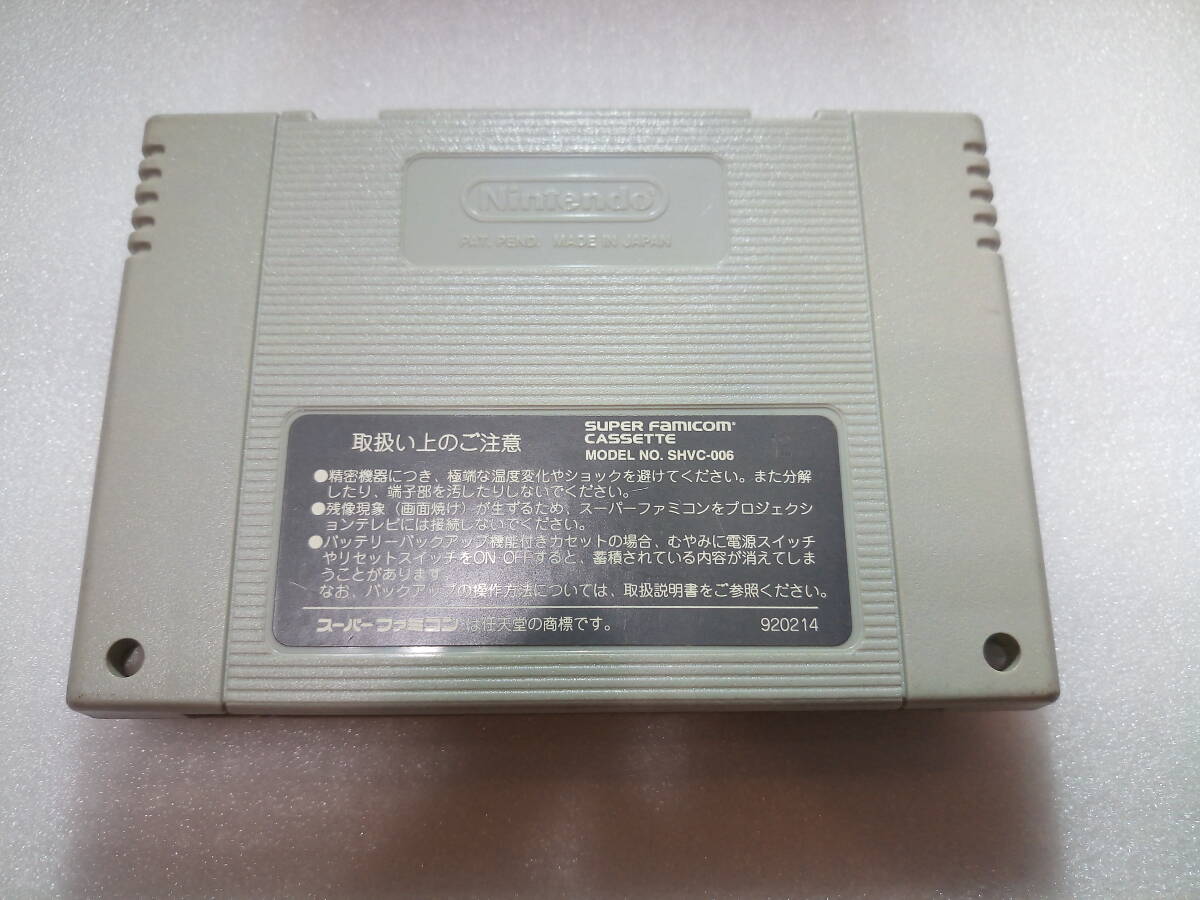 Nintendo
PAT. PEND. MADE IN JAPAN
取扱い上のご注意
SUPER FAMICOM®
CASSETTE
MODEL NO. SHVC-006
●精密機器につき、極端な温度変化やショックを避けてください。また分解
したり、端子部を汚したりしないでください。
●残像現象（画面焼け）が生ずるため、スーパーファミコンをプロジェクシ
ョンテレビには接続しないでください。
●バッテリーバックアップ機能付きカセットの場合、むやみに電源スイッチ
やリセットスイッチをON-OFFすると、蓄積されている内容が消えてしま
うことがあります。
なお、バックアップの操作方法については、取扱説明書をご参照ください。
スーパーファミコン®は任天堂の商標です。
920214